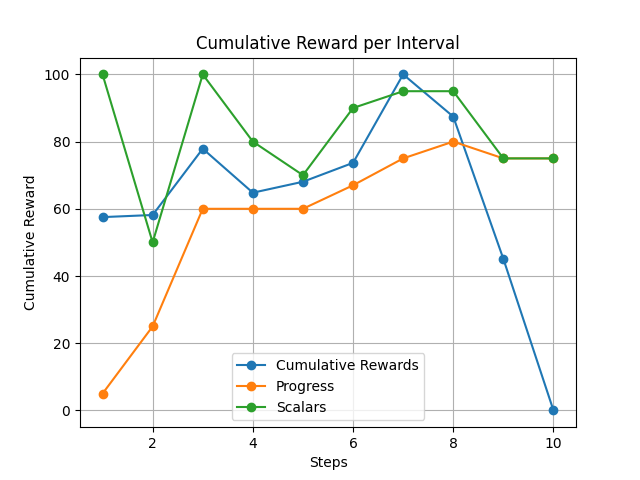 Cumulative Reward per Interval
Cumulative Reward
100
80
60
40
20
0
2
4
6
8
10
Steps
Cumulative Rewards
Progress
Scalars